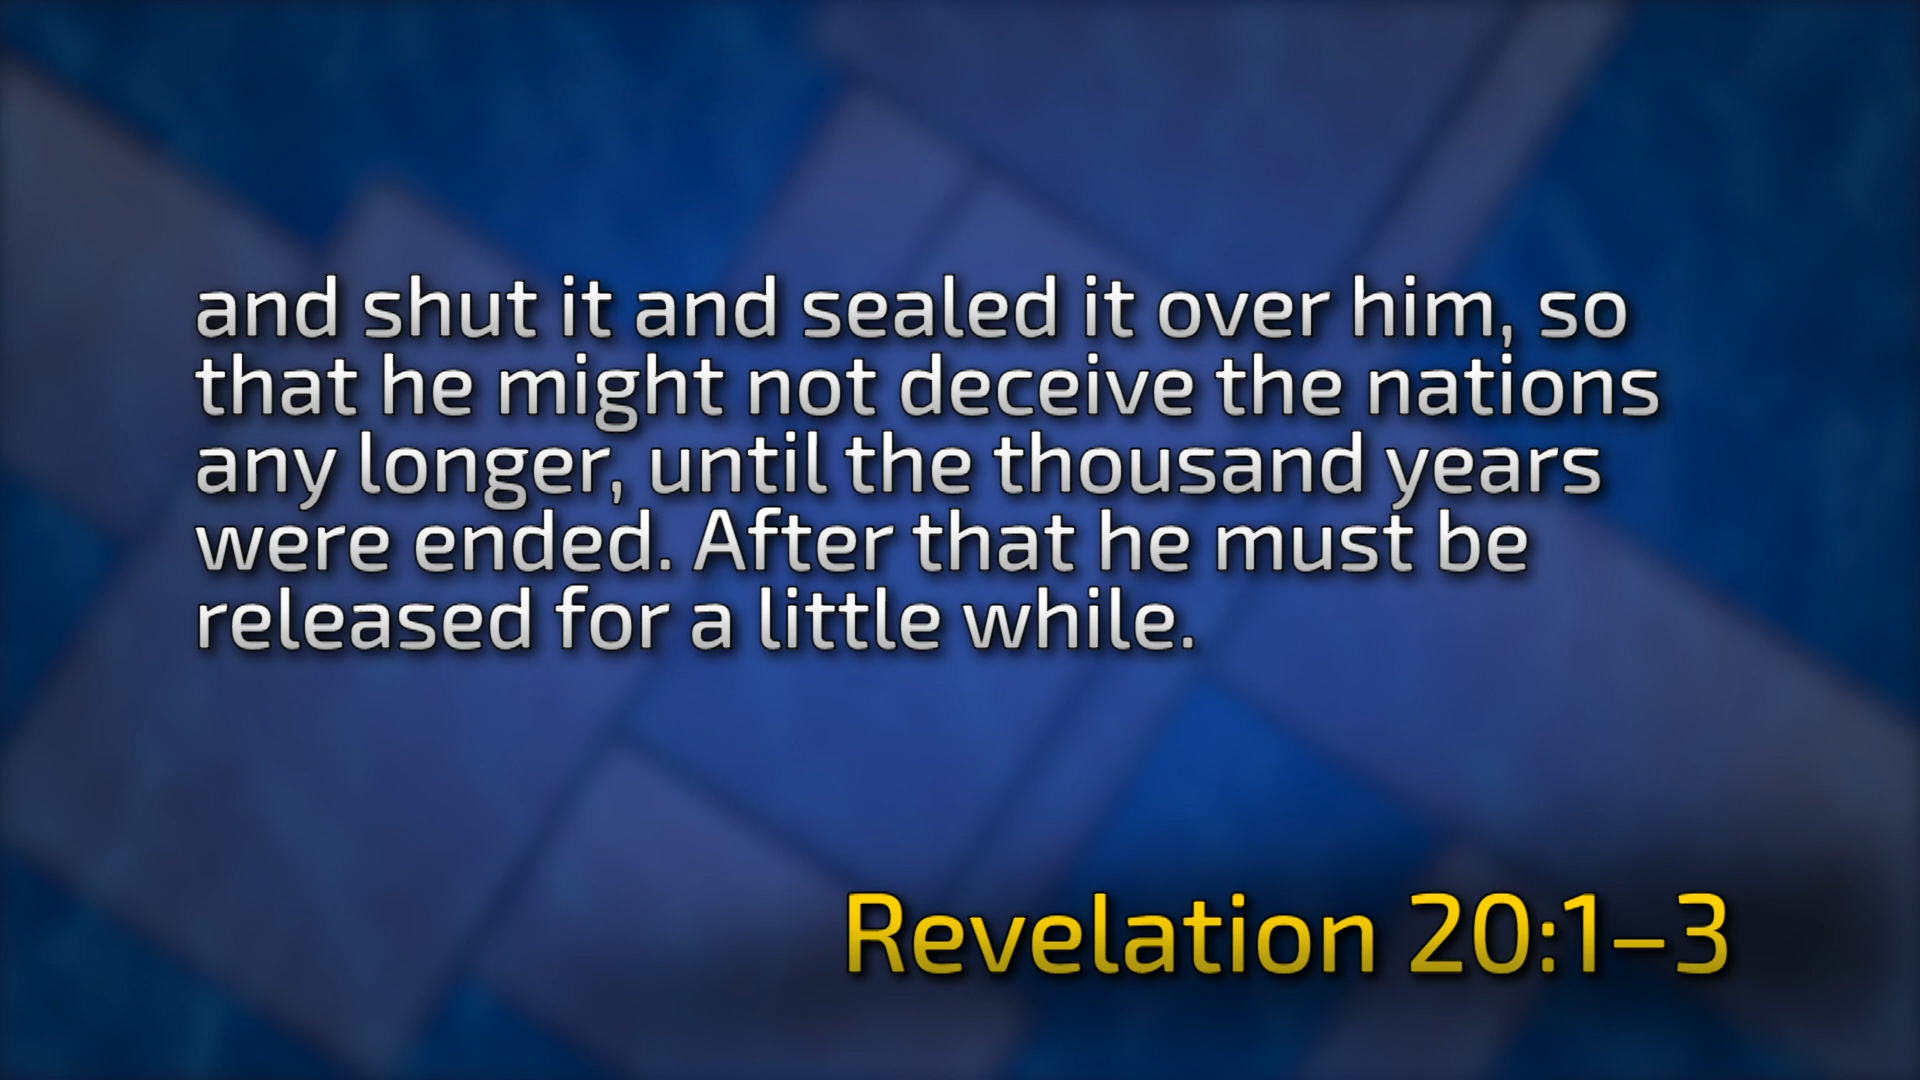 and shut it and sealed it over him, so
that he might not deceive the nations
any longer, until the thousand years
were ended. After that he must be
released for a little while.
Revelation 20:1–3